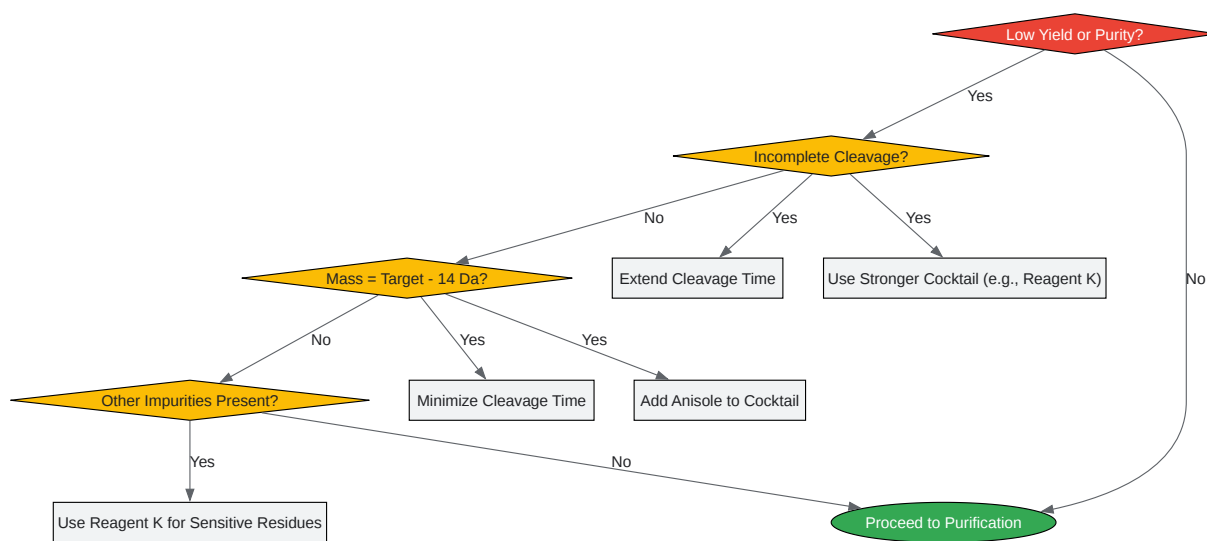 Low Yield or Purity?
Yes
Incomplete Cleavage?
No
Yes
Yes
Mass = Target - 14 Da?
Extend Cleavage Time
Use Stronger Cocktail (e.g., Reagent K)
No
No
Yes
Yes
Other Impurities Present?
Minimize Cleavage Time
Add Anisole to Cocktail
Yes
No
Use Reagent K for Sensitive Residues
Proceed to Purification